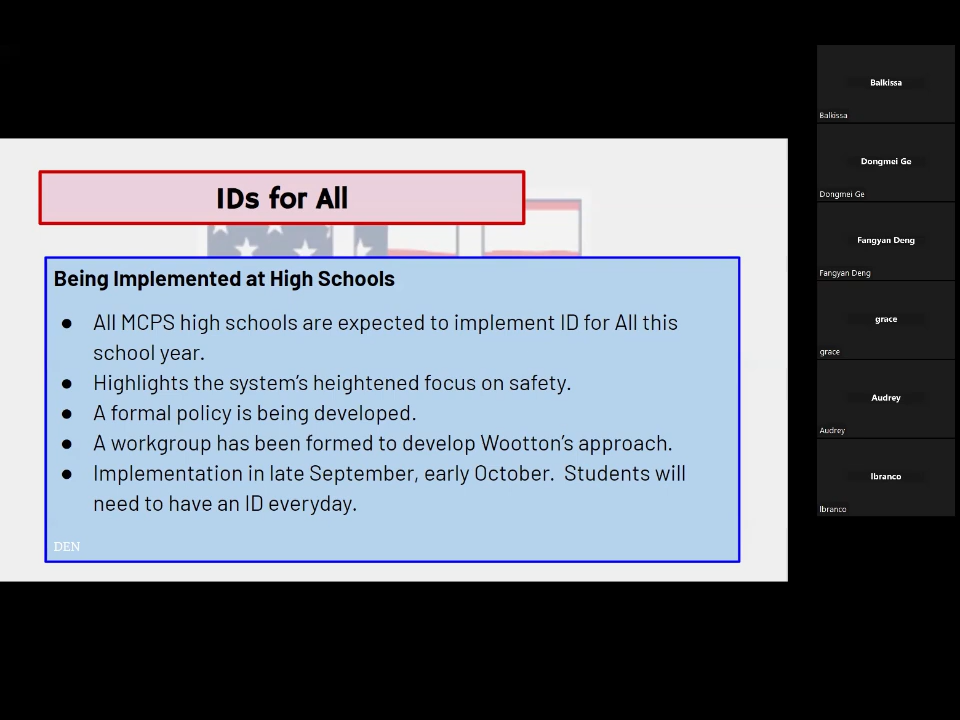 IDs for All
Being Implemented at High Schools
● All MCPS high schools are expected to implement ID for All this
school year.
● Highlights the system's heightened focus on safety.
● A formal policy is being developed.
● A workgroup has been formed to develop Wootton's approach.
● Implementation in late September, early October.  Students will
need to have an ID everyday.
DEN
Balkissa
Balkissa
Dongmei Ge
Dongmei Ge
Fangyan Deng
Fangyan Deng
grace
grace
Audrey
Audrey
lbranco
lbranco